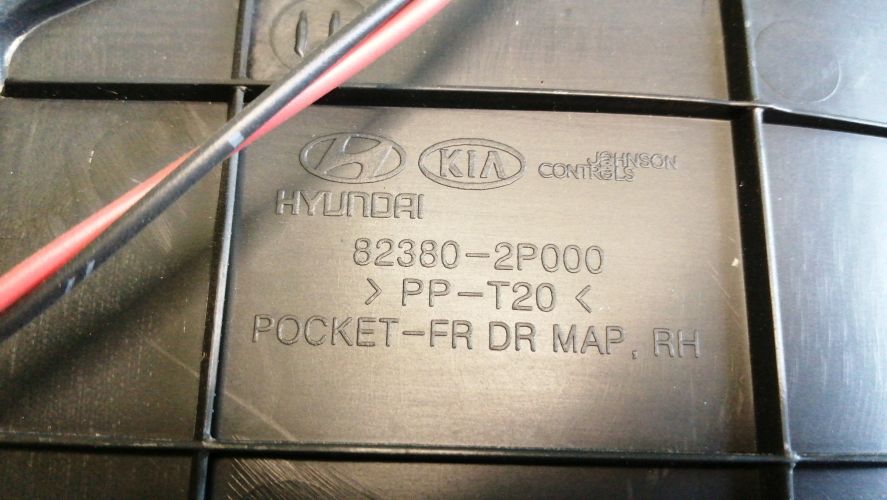 KIA
JOHNSON
CONTROLS
HYUNDAI
82380-2P000
> PP-T20 <
POCKET-FR DR MAP, RH